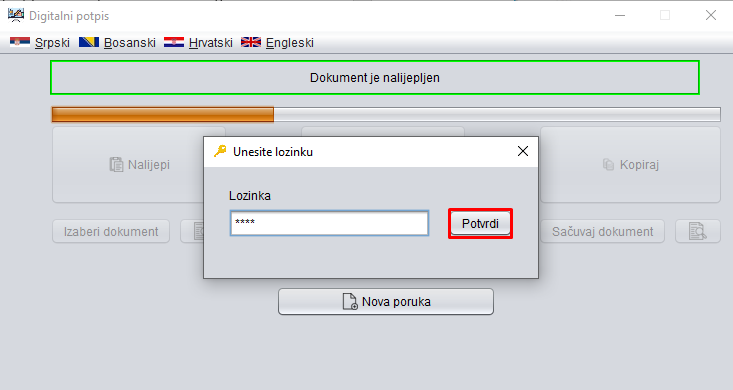 Digitalni potpis
Srpski Bosanski Hrvatski Engleski
Dokument je nalijepljen
Nalijepi Kopiraj
Unesite lozinku
Lozinka
**** Potvrdi
Izaberi dokument Sačuvaj dokument
Nova poruka